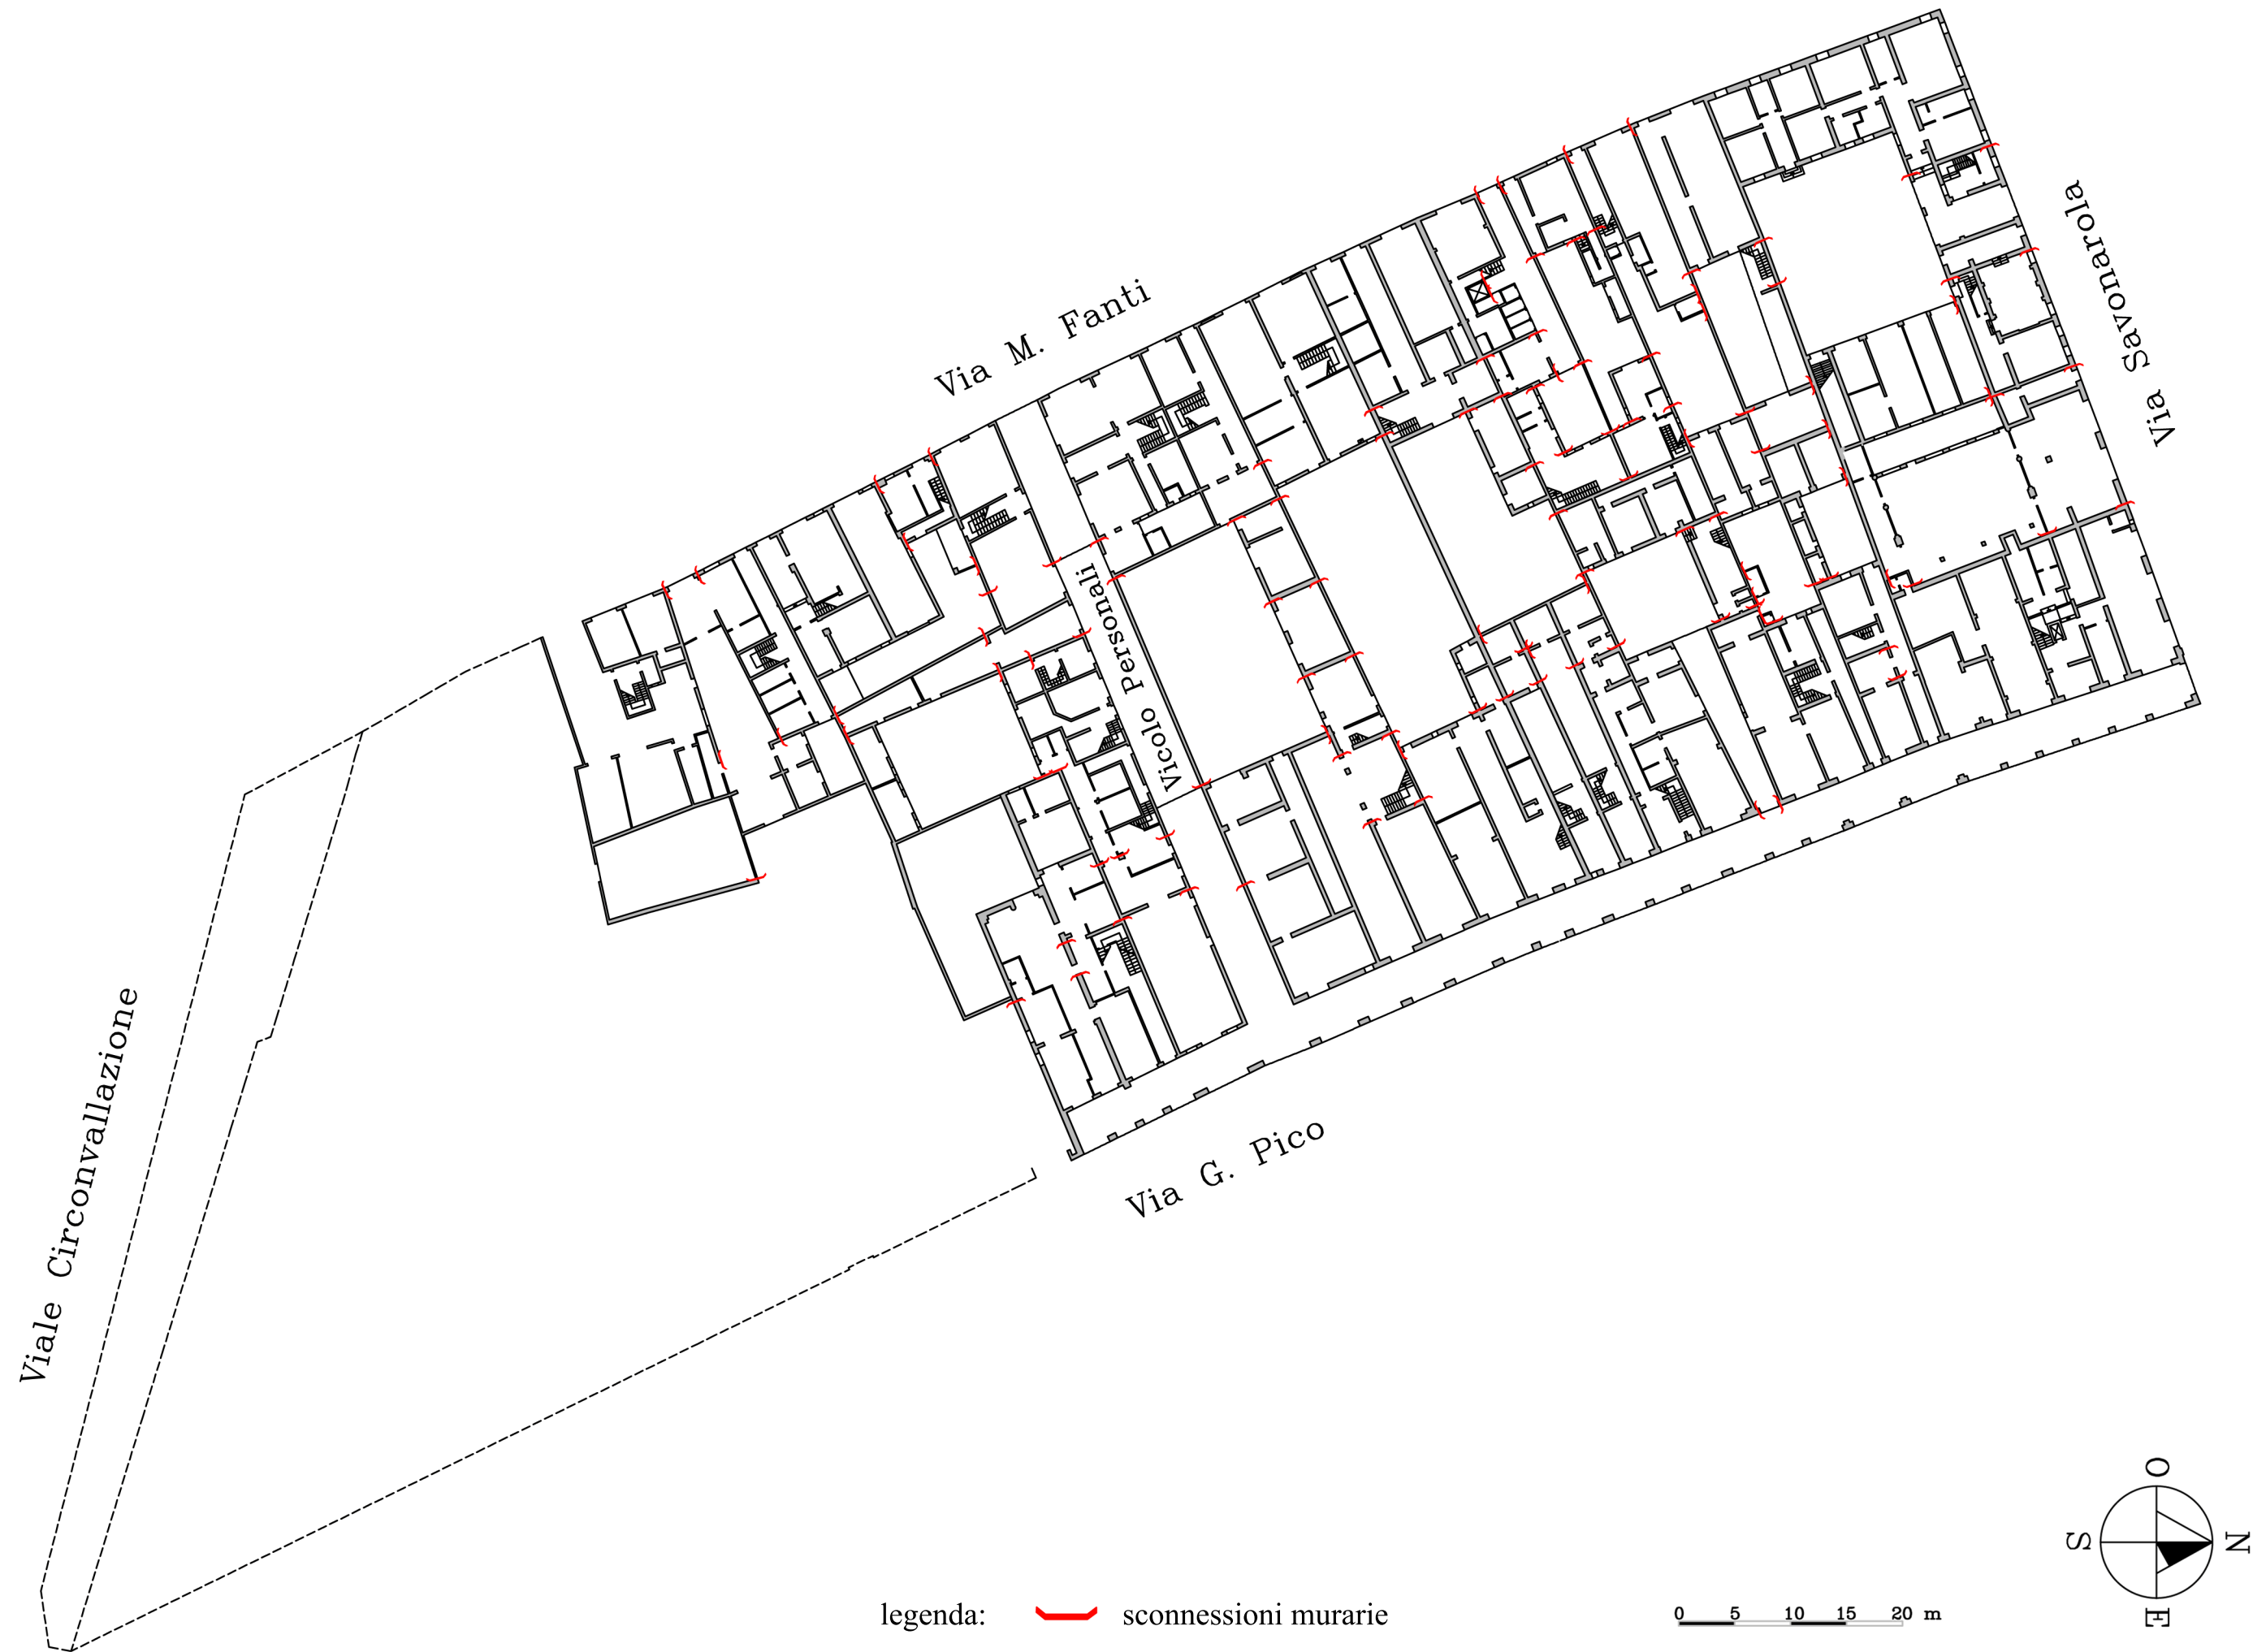 Via M. Fanti
Via Savonarola
Vicolo Personali
Viale Circonvallazione
Via G. Pico
O
S
N
E
legenda:
sconnessioni murarie
0 5 10 15 20 m